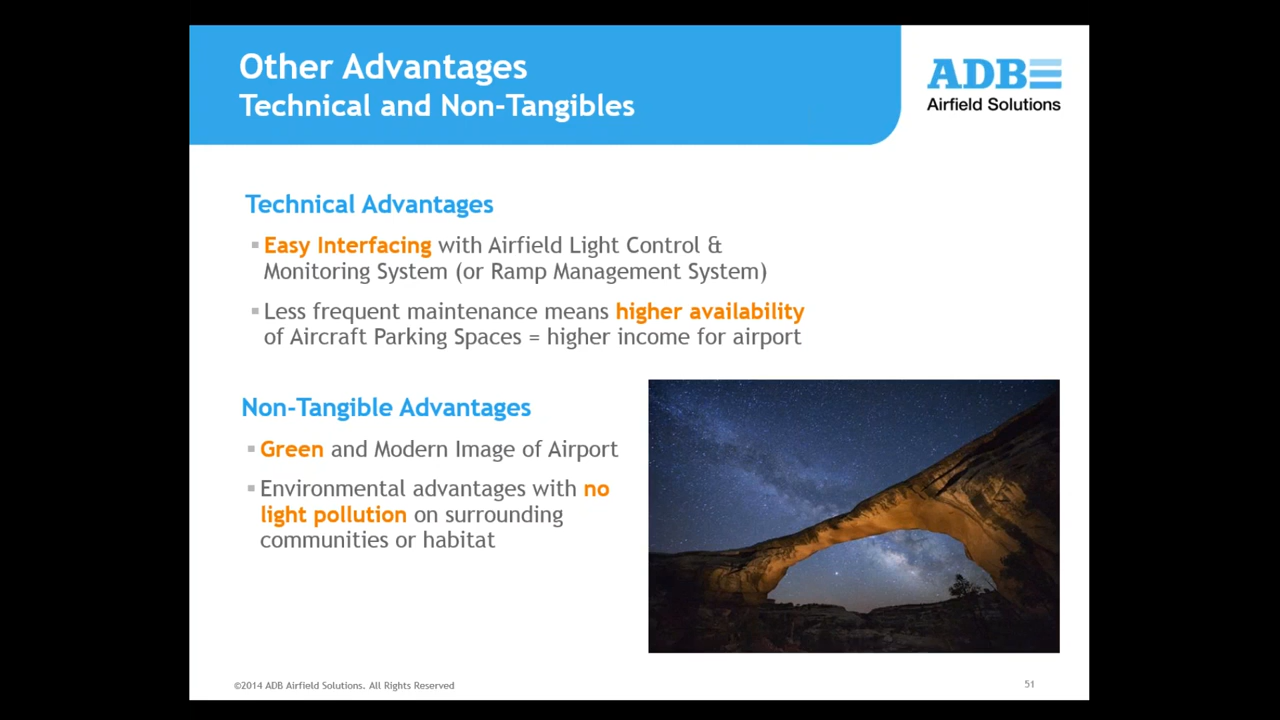 Other Advantages
Technical and Non-Tangibles
ADB
Airfield Solutions
Technical Advantages
▪ Easy Interfacing with Airfield Light Control &
Monitoring System (or Ramp Management System)
▪ Less frequent maintenance means higher availability
of Aircraft Parking Spaces = higher income for airport
Non-Tangible Advantages
▪ Green and Modern Image of Airport
▪ Environmental advantages with no
light pollution on surrounding
communities or habitat
©2014 ADB Airfield Solutions. All Rights Reserved
51